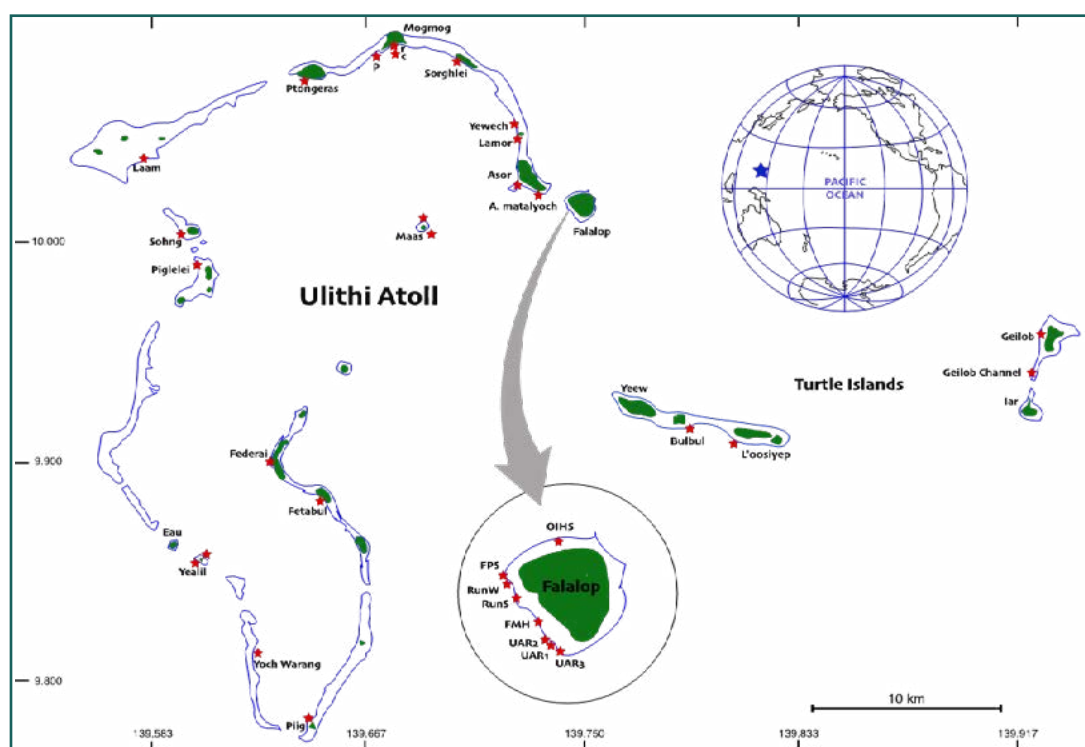 Mogmog
r
c
p
Sorghlei
Ptongeras
Yewech
Lamor
Laam
Asor
A. matalyoch
Falalop
PACIFIC
OCEAN
10.000
Sohng
Maas
Piglelei
Ulithi Atoll
Geilob
Geilob Channel
Turtle Islands
Yeew
Iar
Bulbul
L'oosiyep
Federai
9.900
Fetabul
Eau
OIHS
Yealil
FPS
Falalop
RunW
RunS
FMH
UAR2
UAR1
UAR3
Yoch Warang
9.800
10 km
Piig
139.583
139.667
139.750
139.833
139.917